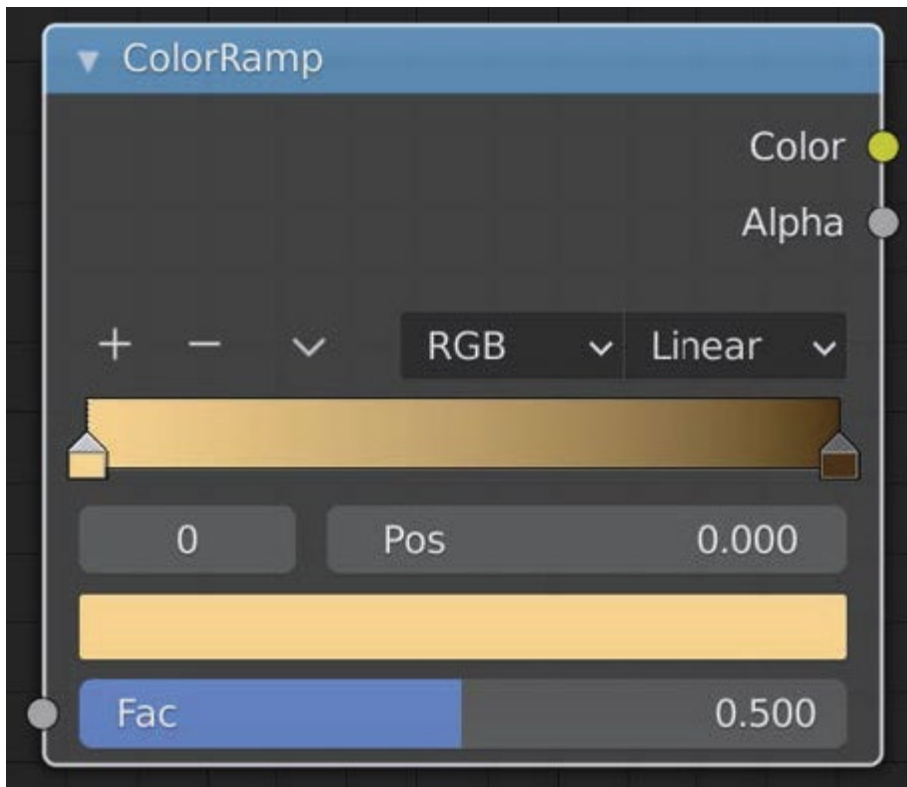 ColorRamp
Color
Alpha
+ − RGB Linear
0 Pos 0.000
Fac 0.500